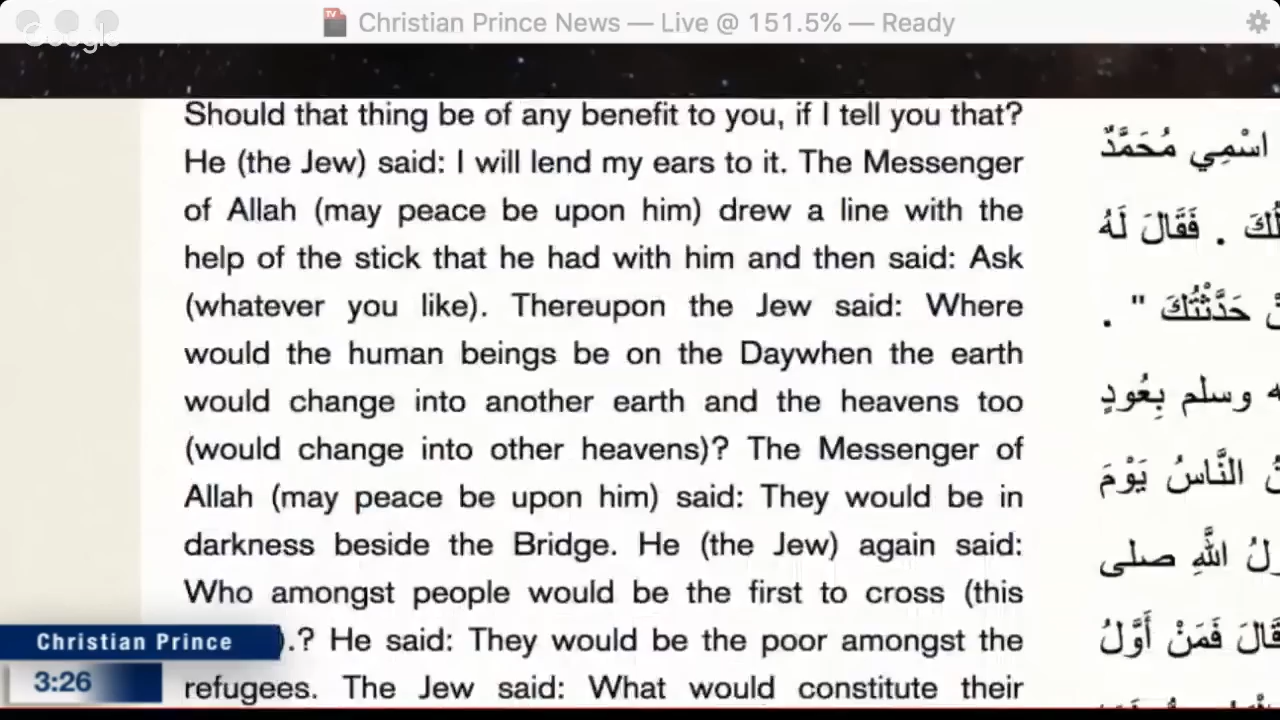 Christian Prince News — Live @ 151.5% — Ready
Google
Should that thing be of any benefit to you, if I tell you that?
He (the Jew) said: I will lend my ears to it. The Messenger
of Allah (may peace be upon him) drew a line with the
help of the stick that he had with him and then said: Ask
(whatever you like). Thereupon the Jew said: Where
would the human beings be on the Daywhen the earth
would change into another earth and the heavens too
(would change into other heavens)? The Messenger of
Allah (may peace be upon him) said: They would be in
darkness beside the Bridge. He (the Jew) again said:
Who amongst people would be the first to cross (this
).? He said: They would be the poor amongst the
refugees. The Jew said: What would constitute their
اسْمِي مُحَمَّدٌ
. فَقَالَ لَهُ
حَدَّثْتُكَ " .
وسلم بِعُودٍ
النَّاسُ يَوْمَ
اللَّهِ صلى
فَمَنْ أَوَّلُ
Christian Prince
3:26